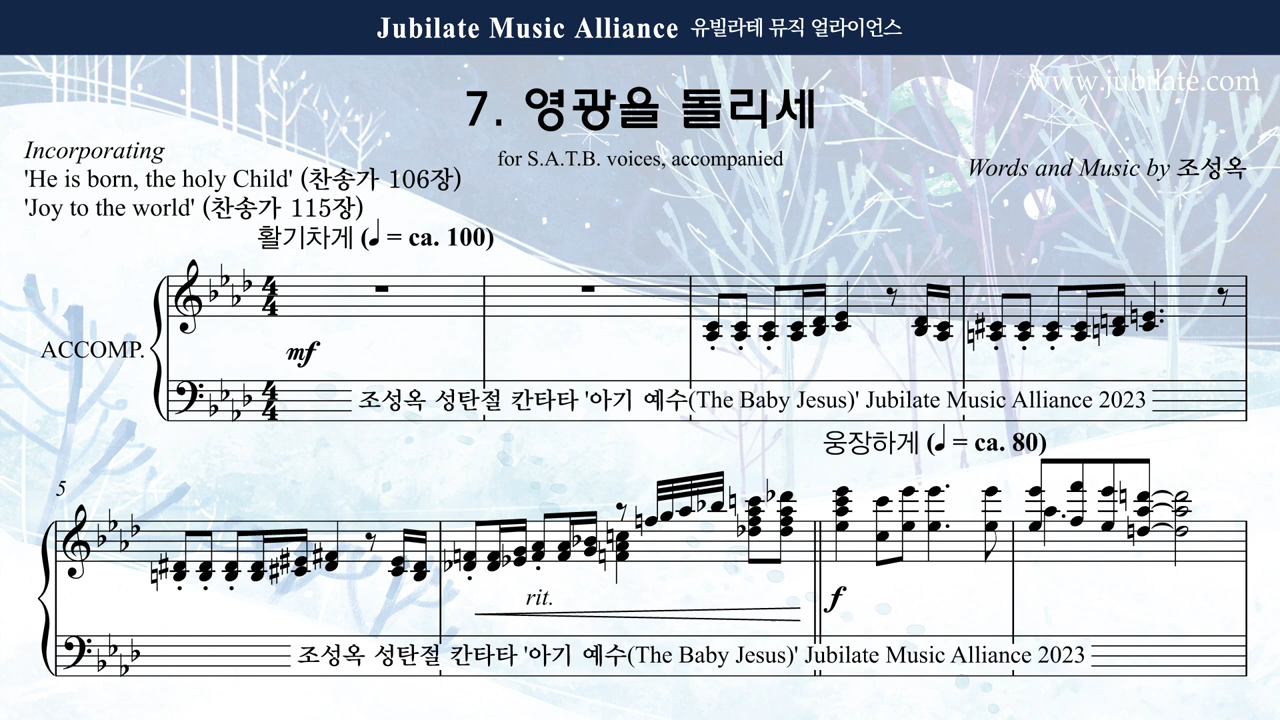 Jubilate Music Alliance 유빌라테 뮤직 얼라이언스
www.jubilate.com
7. 영광을 돌리세
for S.A.T.B. voices, accompanied
Incorporating
'He is born, the holy Child' (찬송가 106장)
'Joy to the world' (찬송가 115장)
Words and Music by 조성옥
활기차게 (♩ = ca. 100)
ACCOMP.
mf
조성옥 성탄절 칸타타 '아기 예수(The Baby Jesus)' Jubilate Music Alliance 2023
웅장하게 (♩ = ca. 80)
5
rit.
f
조성옥 성탄절 칸타타 '아기 예수(The Baby Jesus)' Jubilate Music Alliance 2023